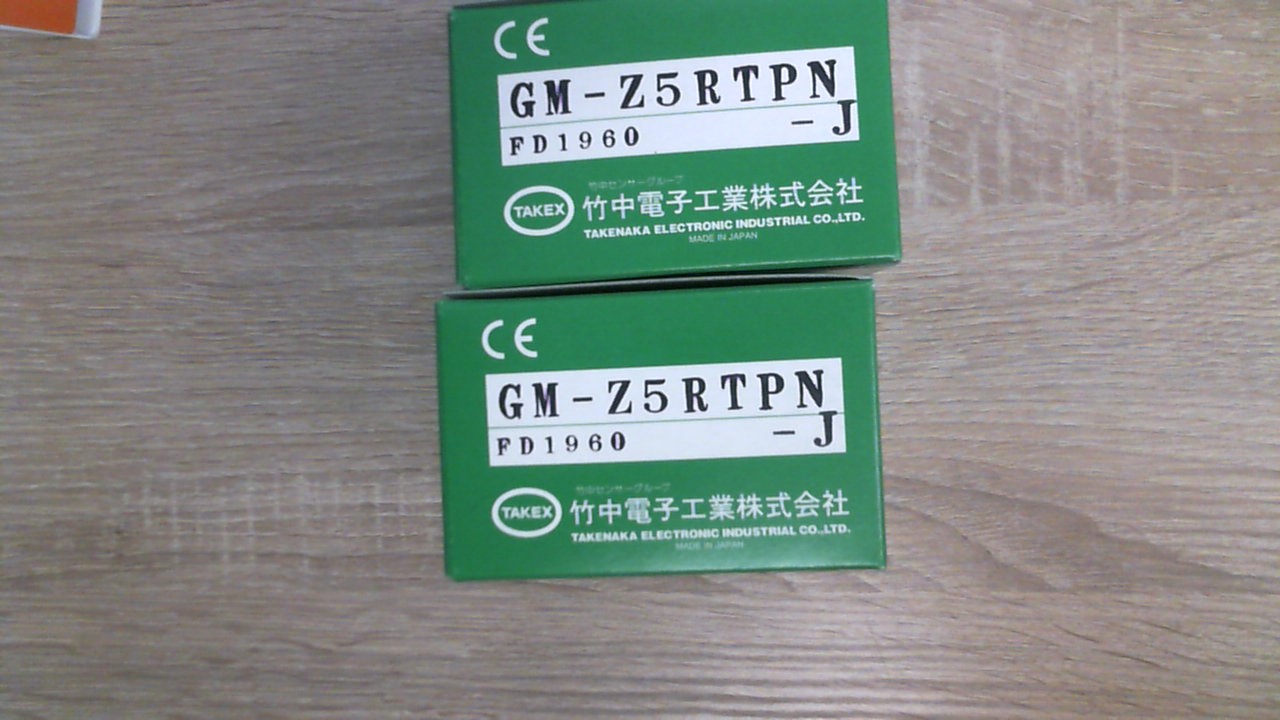 CE
GM-Z5RTPN
-J
FD1960
竹中センサーグループ
TAKEX 竹中電子工業株式会社
TAKENAKA ELECTRONIC INDUSTRIAL CO.,LTD.
MADE IN JAPAN
CE
GM-Z5RTPN
-J
FD1960
竹中センサーグループ
TAKEX 竹中電子工業株式会社
TAKENAKA ELECTRONIC INDUSTRIAL CO.,LTD.
MADE IN JAPAN